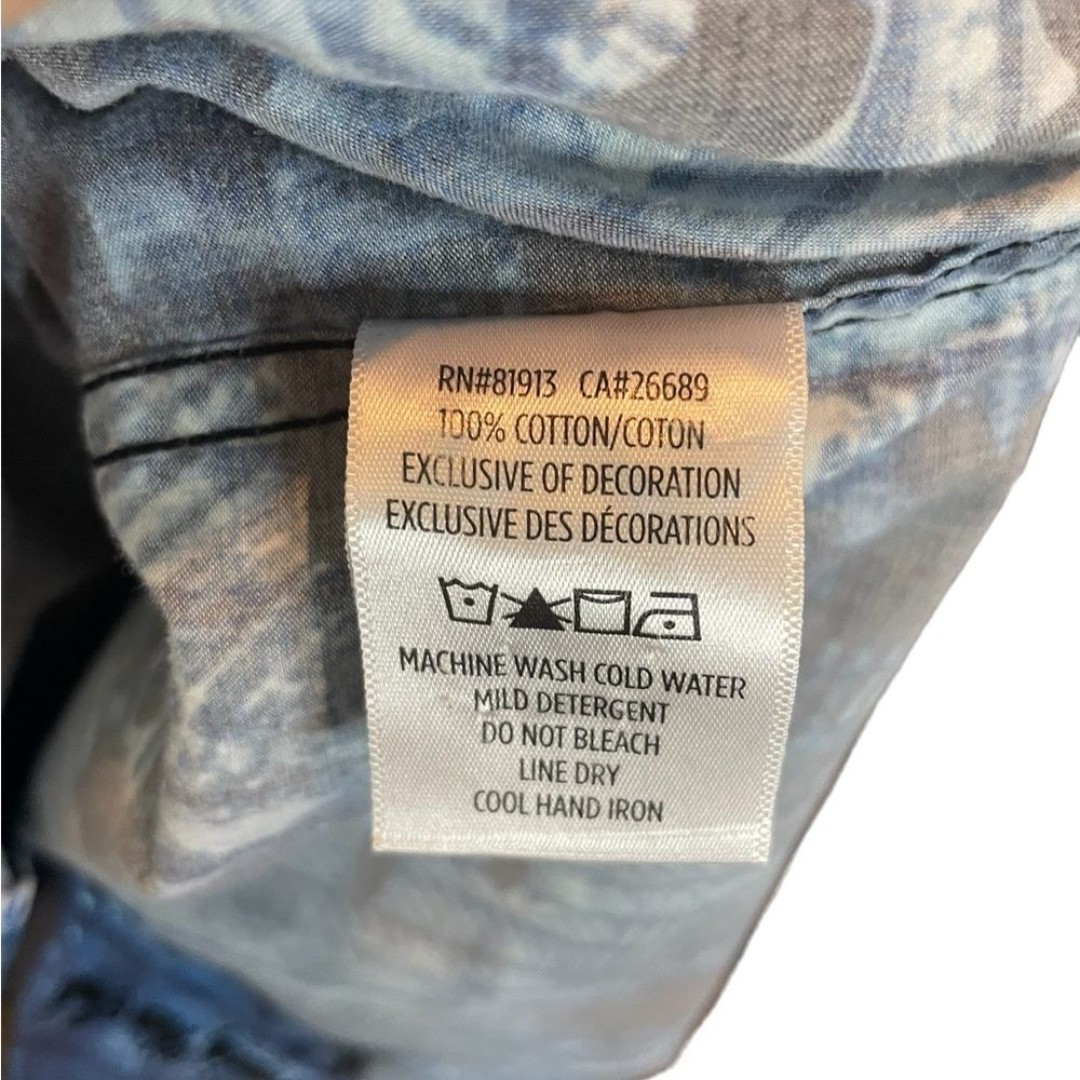 RN#81913 CA#26689
100% COTTON/COTON
EXCLUSIVE OF DECORATION
EXCLUSIVE DES DÉCORATIONS
MACHINE WASH COLD WATER
MILD DETERGENT
DO NOT BLEACH
LINE DRY
COOL HAND IRON